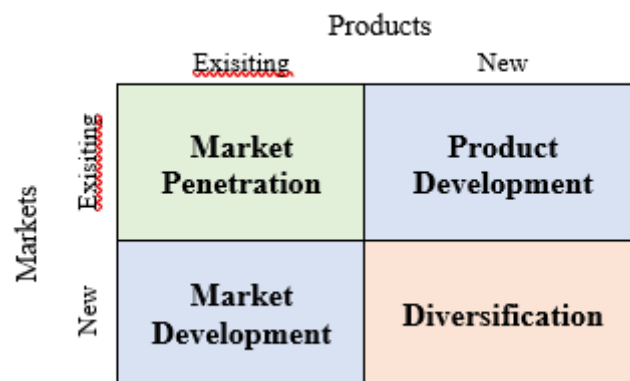 Products
Exisiting
New
Exisiting
Market
Penetration
Product
Development
Markets
New
Market
Development
Diversification